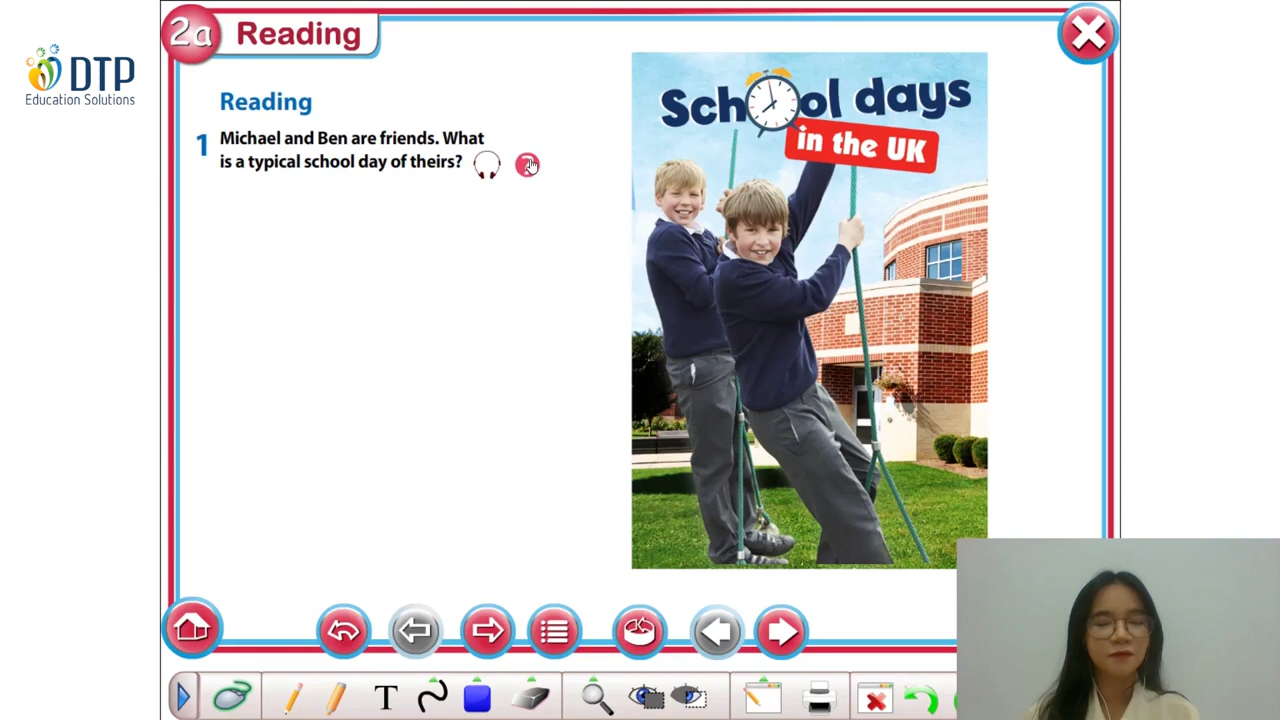 2a Reading
DTP
Education Solutions
Reading
1 Michael and Ben are friends. What
is a typical school day of theirs?
?
School days
in the UK
T